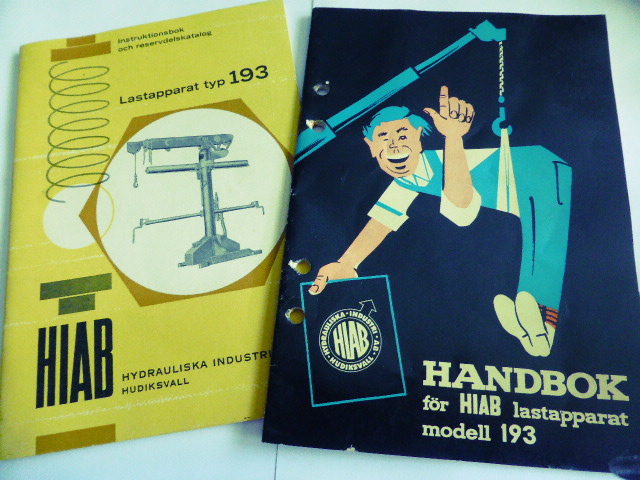 Instruktionsbok
och reservdelskatalog
Lastapparat typ 193
HIAB
HYDRAULISKA INDUSTRI
HUDIKSVALL
HYDRAULISKA · INDUSTRI · AB ·
HIAB
HUDIKSVALL
HANDBOK
för HIAB lastapparat
modell 193